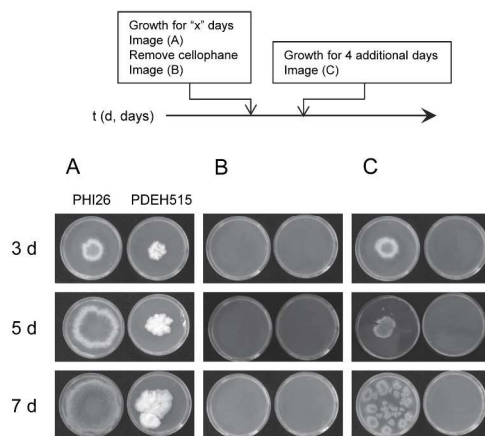 Growth for “x” days
Image (A)
Remove cellophane
Image (B)
Growth for 4 additional days
Image (C)
t (d, days)
A
B
C
PHI26
PDEH515
3 d
5 d
7 d